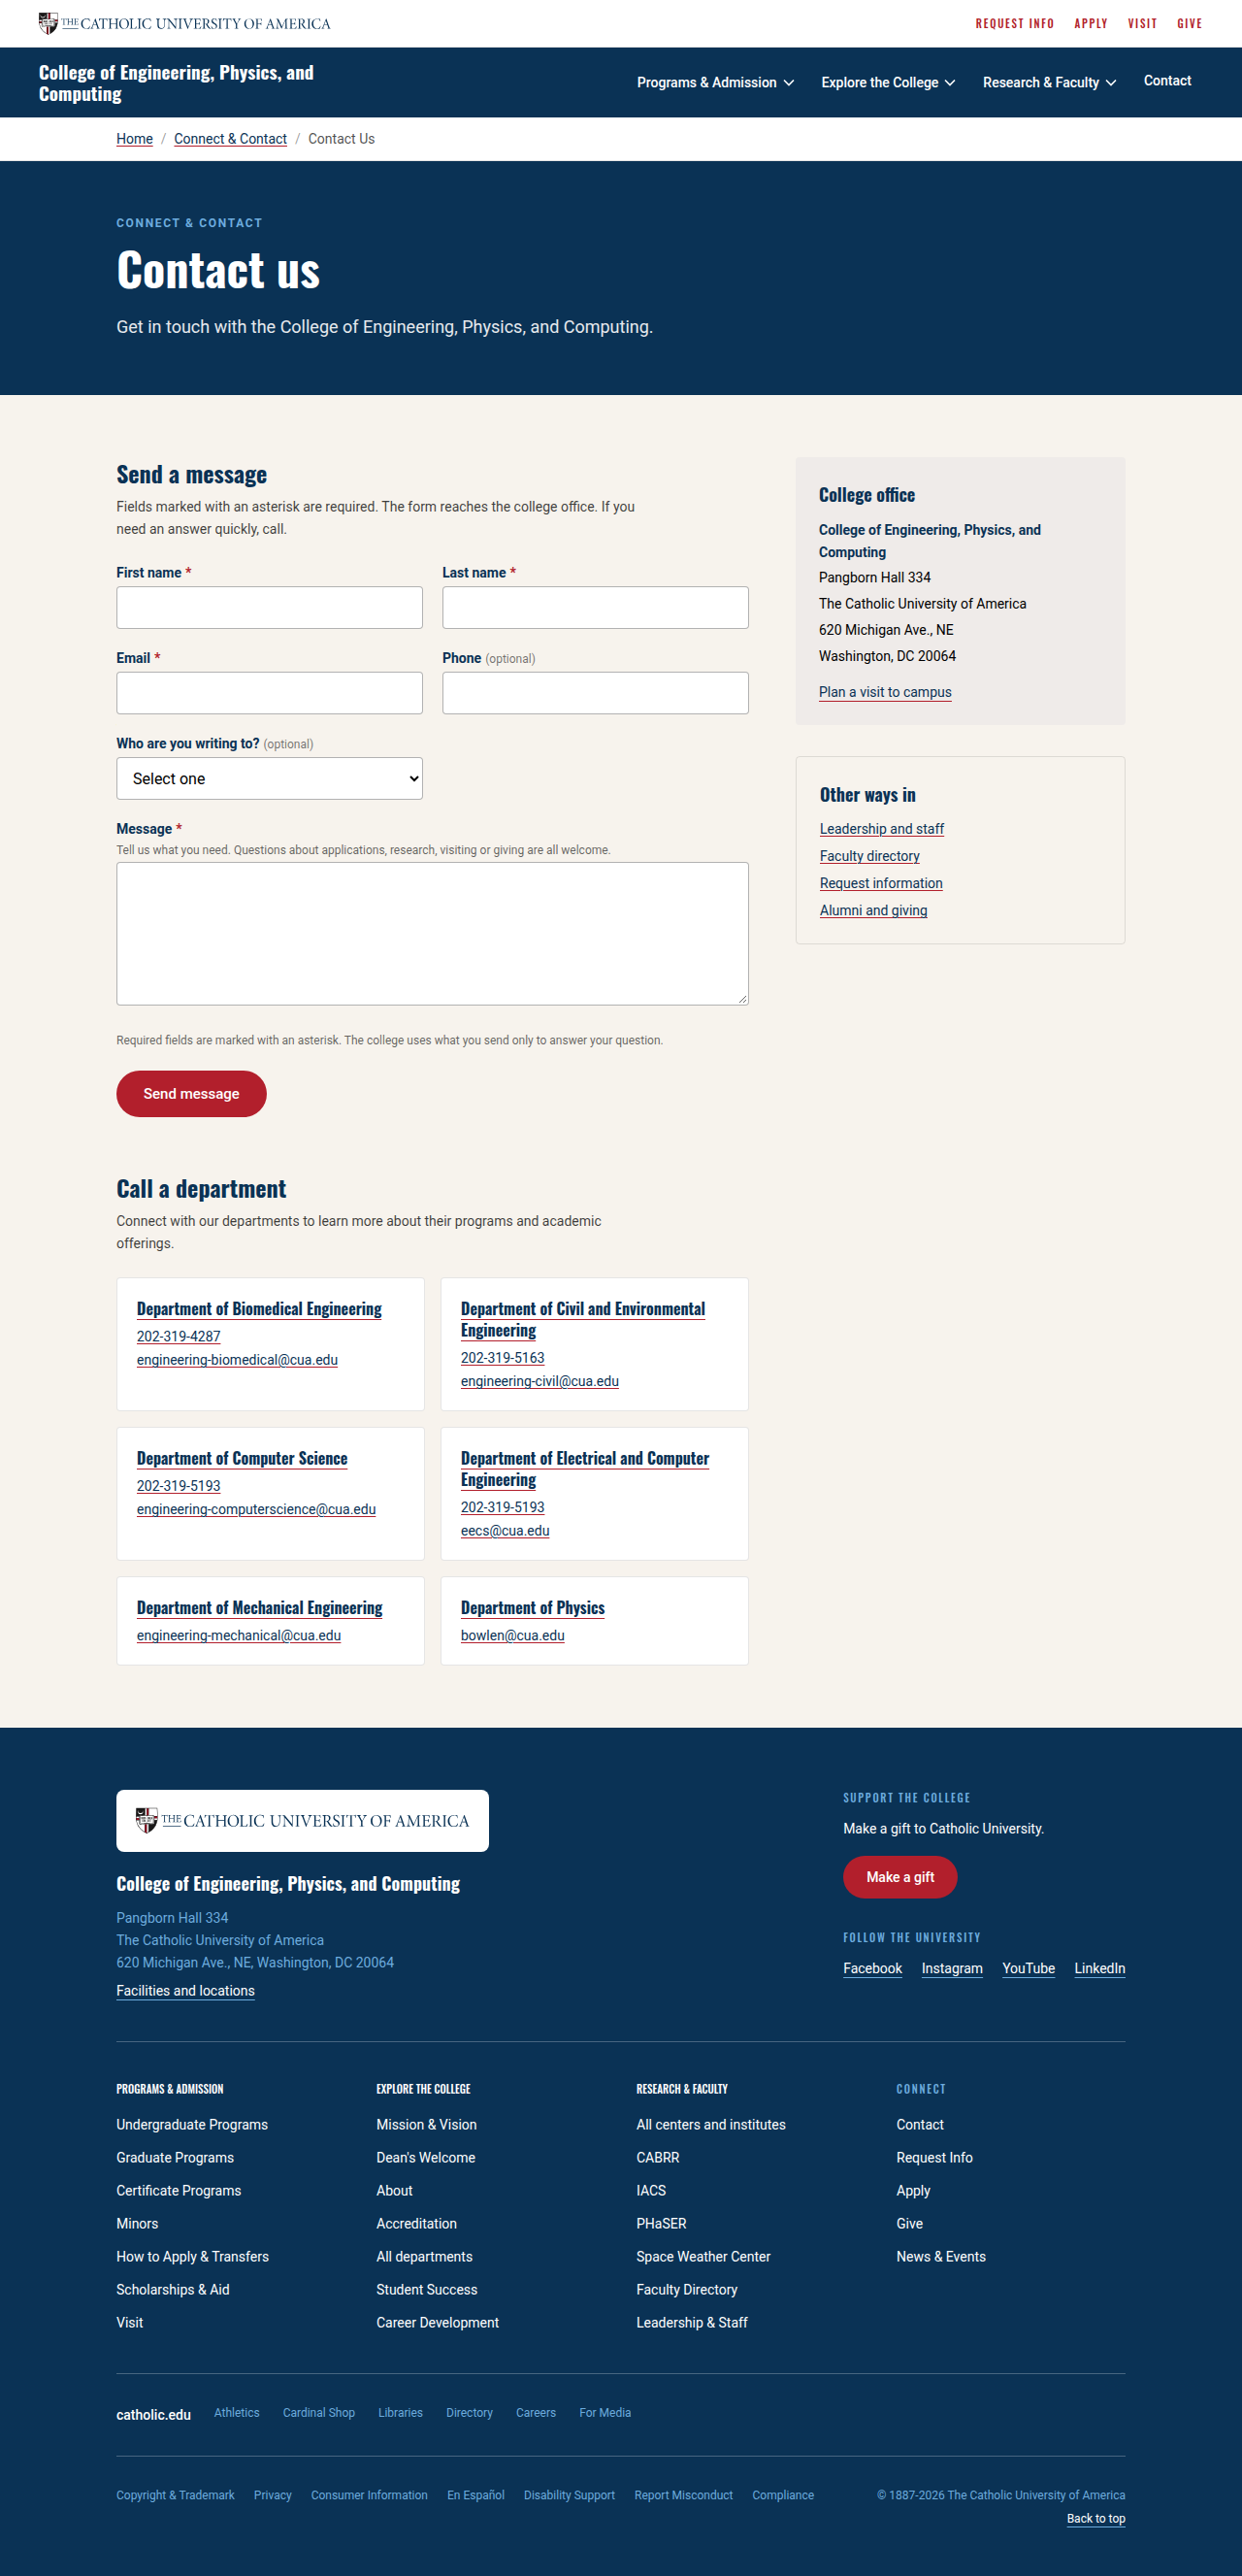 THE CATHOLIC UNIVERSITY OF AMERICA
REQUEST INFO APPLY VISIT GIVE
College of Engineering, Physics, and
Computing
Programs & Admission Explore the College Research & Faculty Contact
Home / Connect & Contact / Contact Us
CONNECT & CONTACT
Contact us
Get in touch with the College of Engineering, Physics, and Computing.
Send a message
Fields marked with an asterisk are required. The form reaches the college office. If you
need an answer quickly, call.
First name * Last name *
Email * Phone (optional)
Who are you writing to? (optional)
Select one
Message *
Tell us what you need. Questions about applications, research, visiting or giving are all welcome.
Required fields are marked with an asterisk. The college uses what you send only to answer your question.
Send message
College office
College of Engineering, Physics, and
Computing
Pangborn Hall 334
The Catholic University of America
620 Michigan Ave., NE
Washington, DC 20064
Plan a visit to campus
Other ways in
Leadership and staff
Faculty directory
Request information
Alumni and giving
Call a department
Connect with our departments to learn more about their programs and academic
offerings.
Department of Biomedical Engineering
202-319-4287
engineering-biomedical@cua.edu
Department of Civil and Environmental
Engineering
202-319-5163
engineering-civil@cua.edu
Department of Computer Science
202-319-5193
engineering-computerscience@cua.edu
Department of Electrical and Computer
Engineering
202-319-5193
eecs@cua.edu
Department of Mechanical Engineering
engineering-mechanical@cua.edu
Department of Physics
bowlen@cua.edu
THE CATHOLIC UNIVERSITY OF AMERICA
College of Engineering, Physics, and Computing
Pangborn Hall 334
The Catholic University of America
620 Michigan Ave., NE, Washington, DC 20064
Facilities and locations
SUPPORT THE COLLEGE
Make a gift to Catholic University.
Make a gift
FOLLOW THE UNIVERSITY
Facebook Instagram YouTube LinkedIn
PROGRAMS & ADMISSION
Undergraduate Programs
Graduate Programs
Certificate Programs
Minors
How to Apply & Transfers
Scholarships & Aid
Visit
EXPLORE THE COLLEGE
Mission & Vision
Dean's Welcome
About
Accreditation
All departments
Student Success
Career Development
RESEARCH & FACULTY
All centers and institutes
CABRR
IACS
PHaSER
Space Weather Center
Faculty Directory
Leadership & Staff
CONNECT
Contact
Request Info
Apply
Give
News & Events
catholic.edu Athletics Cardinal Shop Libraries Directory Careers For Media
Copyright & Trademark Privacy Consumer Information En Español Disability Support Report Misconduct Compliance © 1887-2026 The Catholic University of America
Back to top